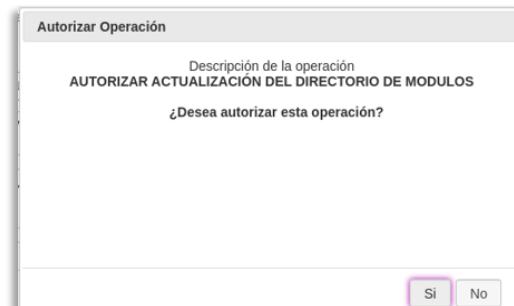 Autorizar Operación
Descripción de la operación
AUTORIZAR ACTUALIZACIÓN DEL DIRECTORIO DE MODULOS
¿Desea autorizar esta operación?
Si No